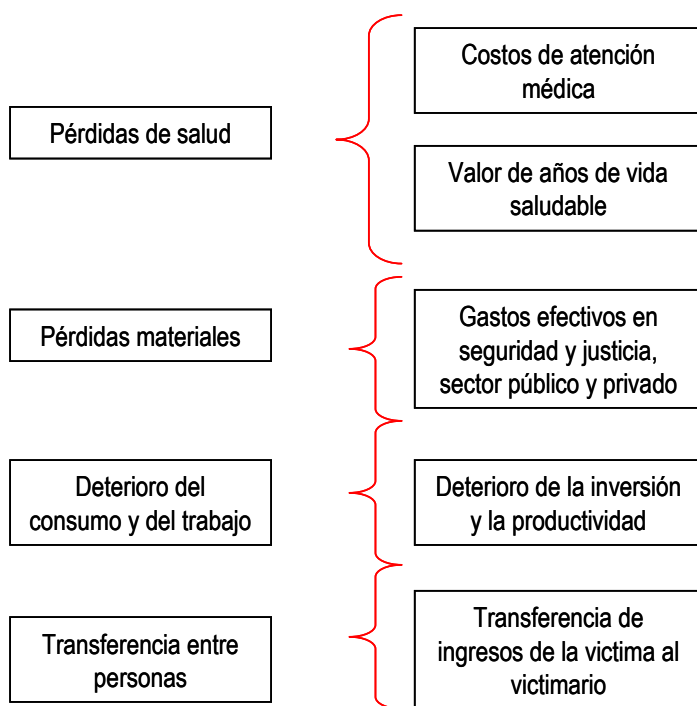 Pérdidas de salud
Costos de atención
médica
Valor de años de vida
saludable
Pérdidas materiales
Gastos efectivos en
seguridad y justicia,
sector público y privado
Deterioro del
consumo y del trabajo
Deterioro de la inversión
y la productividad
Transferencia entre
personas
Transferencia de
ingresos de la victima al
victimario